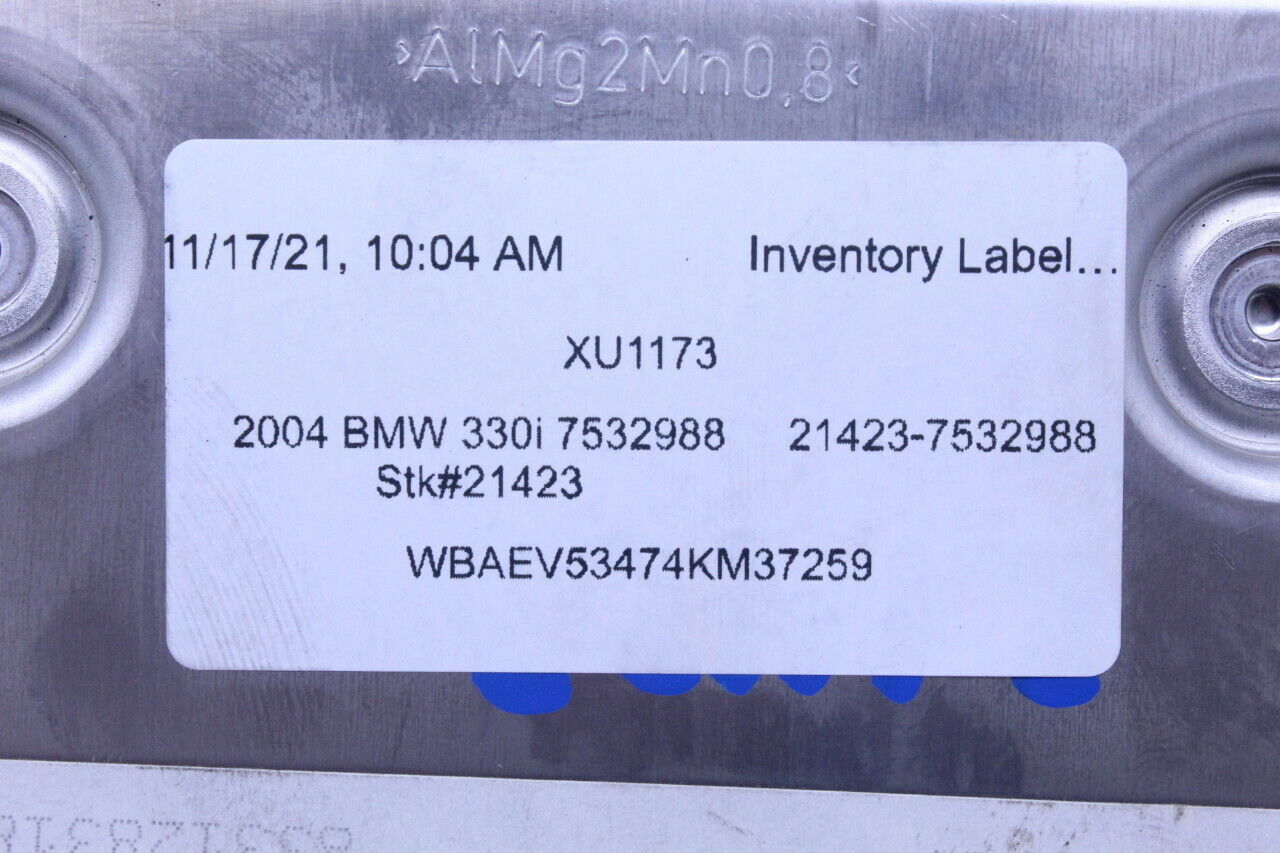 >AlMg2Mn0,8<
11/17/21, 10:04 AM Inventory Label...
XU1173
2004 BMW 330i 7532988 21423-7532988
Stk#21423
WBAEV53474KM37259